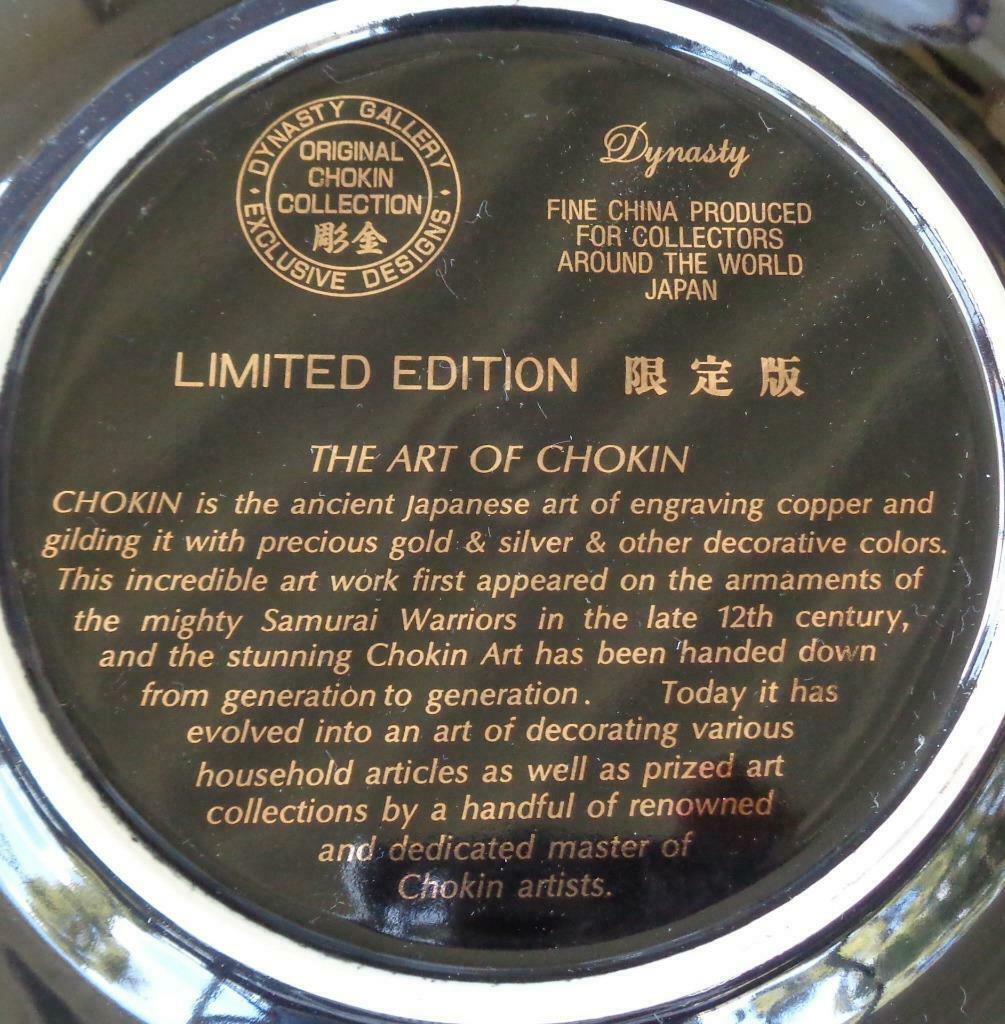 DYNASTY GALLERY
ORIGINAL
CHOKIN
COLLECTION
彫金
EXCLUSIVE DESIGNS
Dynasty
FINE CHINA PRODUCED
FOR COLLECTORS
AROUND THE WORLD
JAPAN
LIMITED EDITION 限定版
THE ART OF CHOKIN
CHOKIN is the ancient Japanese art of engraving copper and
gilding it with precious gold & silver & other decorative colors.
This incredible art work first appeared on the armaments of
the mighty Samurai Warriors in the late 12th century,
and the stunning Chokin Art has been handed down
from generation to generation. Today it has
evolved into an art of decorating various
household articles as well as prized art
collections by a handful of renowned
and dedicated master of
Chokin artists.